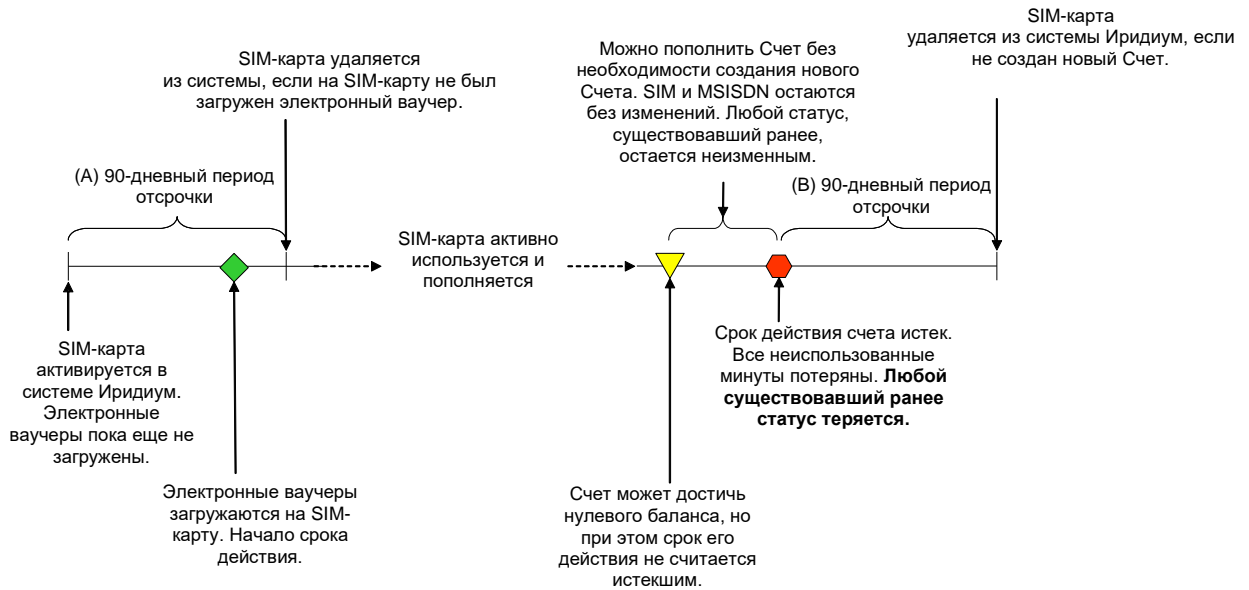 SIM-карта удаляется
из системы, если на SIM-карту не был
загружен электронный ваучер.
Можно пополнить Счет без
необходимости создания нового
Счета. SIM и MSISDN остаются
без изменений. Любой статус,
существовавший ранее,
остается неизменным.
SIM-карта
удаляется из системы Иридиум, если
не создан новый Счет.
(A) 90-дневный период
отсрочки
(B) 90-дневный период
отсрочки
SIM-карта активно
используется и
пополняется
SIM-карта
активируется в
системе Иридиум.
Электронные
ваучеры пока еще не
загружены.
Срок действия счета истек.
Все неиспользованные
минуты потеряны. Любой
существовавший ранее
статус теряется.
Электронные ваучеры
загружаются на SIM-
карту. Начало срока
действия.
Счет может достичь
нулевого баланса, но
при этом срок его
действия не считается
истекшим.